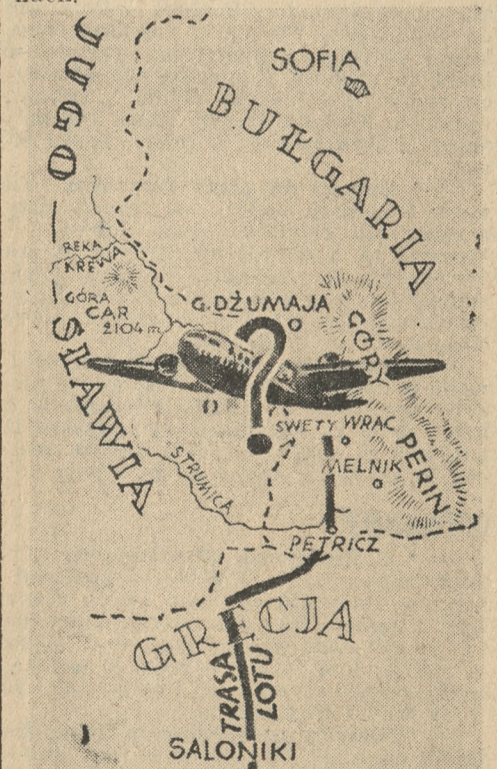 SOFIA
BUŁGARIA
JUGO-
SŁAWIA
REKA
KREWA
GÓRA
CAR
2104 m.
G. DŻUMAJA
GÓRY
PERIN
?
SWETY WRAC
MELNIK
STRUMICA
PETRICZ
GRECJA
TRASA
LOTU
SALONIKI